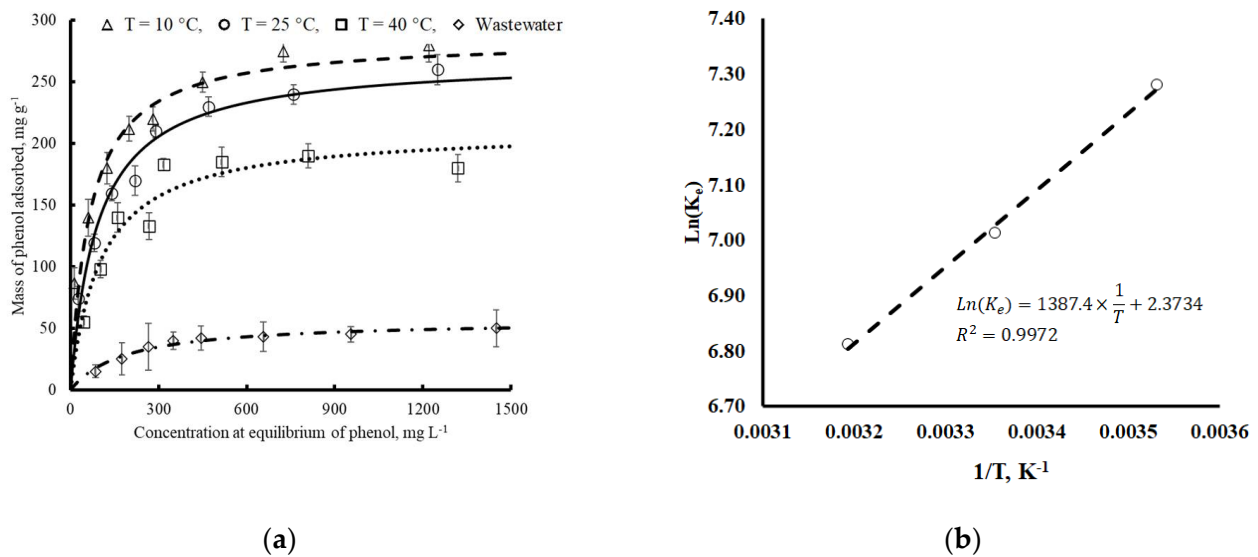 △ T = 10 °C, ○ T = 25 °C, □ T = 40 °C, ◇ Wastewater
Mass of phenol adsorbed, mg g-1
300
250
200
150
100
50
0
0 300 600 900 1200 1500
Concentration at equilibrium of phenol, mg L-1
(a)
Ln(Ke)
7.40
7.30
7.20
7.10
7.00
6.90
6.80
6.70
Ln(Ke) = 1387.4 × 1/T + 2.3734
R2 = 0.9972
0.0031 0.0032 0.0033 0.0034 0.0035 0.0036
1/T, K-1
(b)